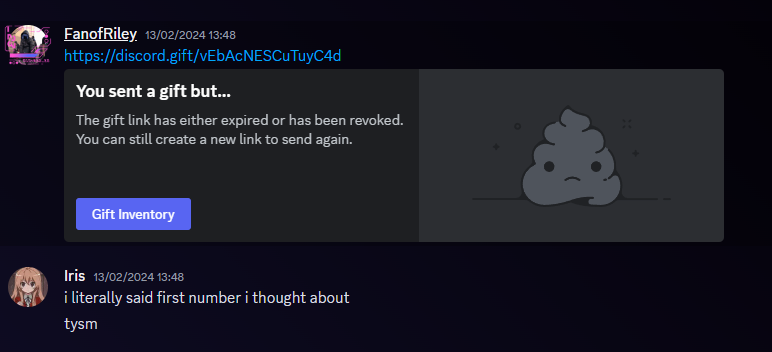 FanofRiley 13/02/2024 13:48
https://discord.gift/vEbAcNESCuTuyC4d
You sent a gift but...
The gift link has either expired or has been revoked.
You can still create a new link to send again.
Gift Inventory
Iris 13/02/2024 13:48
i literally said first number i thought about
tysm